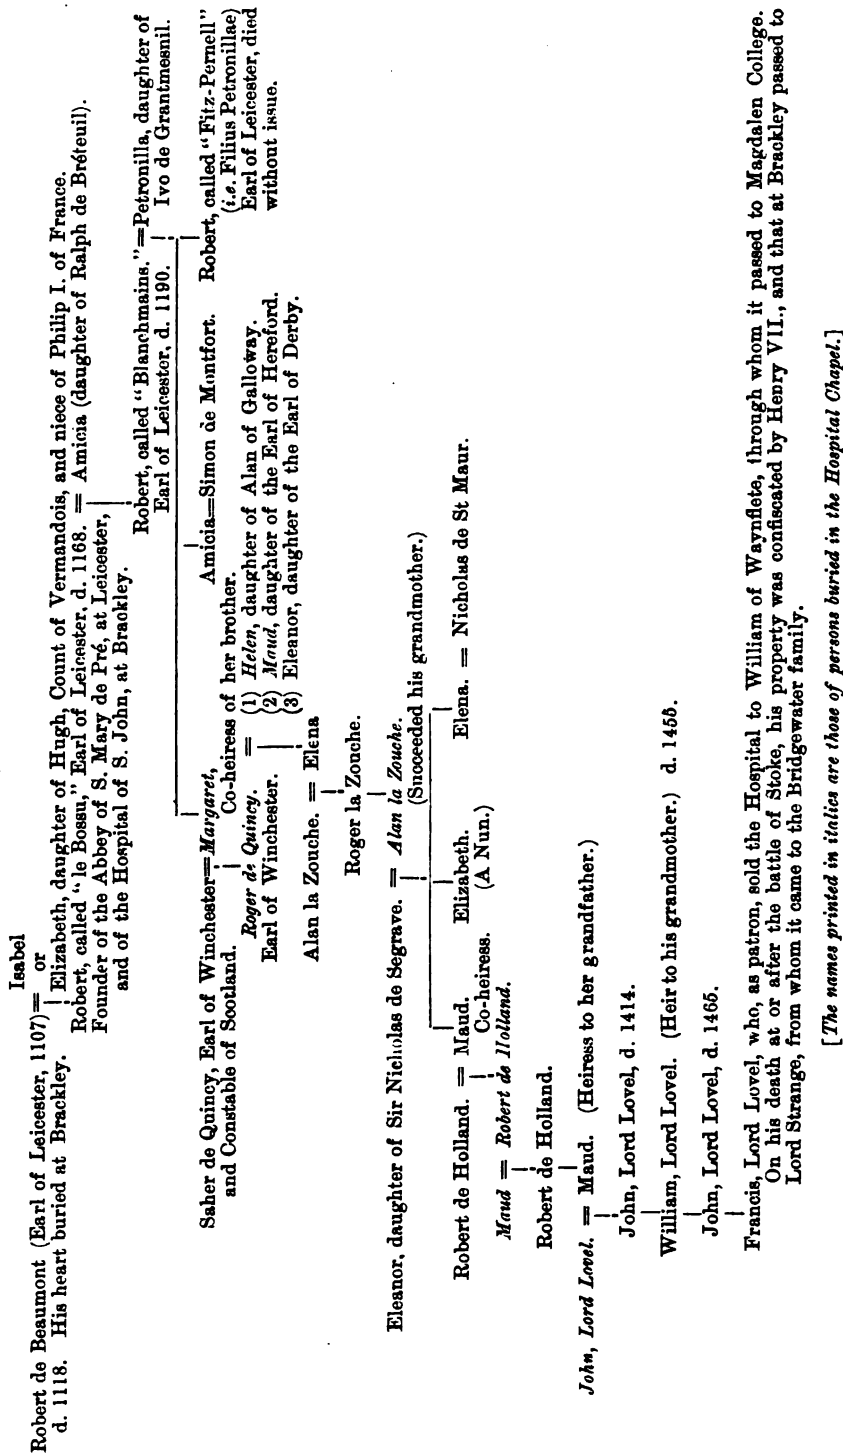 Isabel
Robert de Beaumont (Earl of Leicester, 1107) = or
d. 1118. His heart buried at Brackley. Elizabeth, daughter of Hugh, Count of Vermandois, and niece of Philip I. of France.
Robert, called "le Bossu," Earl of Leicester, d. 1168. = Amicia (daughter of Ralph de Bréteuil).
Founder of the Abbey of S. Mary de Pré, at Leicester,
and of the Hospital of S. John, at Brackley.
Robert, called "Blanchmains." = Petronilla, daughter of
Earl of Leicester, d. 1190. Ivo de Grantmesnil.
Saher de Quincy, Earl of Winchester = Margaret, Amicia = Simon de Montfort. Robert, called "Fitz-Pernell"
and Constable of Scotland. Co-heiress of her brother. (i.e. Filius Petronillae)
Earl of Leicester, died
without issue.
Roger de Quincy. = (1) Helen, daughter of Alan of Galloway.
Earl of Winchester. (2) Maud, daughter of the Earl of Hereford.
(3) Eleanor, daughter of the Earl of Derby.
Alan la Zouche. = Elena
Roger la Zouche.
Eleanor, daughter of Sir Nicholas de Segrave. = Alan la Zouche.
(Succeeded his grandmother.)
Robert de Holland. = Maud. Elizabeth. Elena. = Nicholas de St Maur.
Co-heiress. (A Nun.)
Maud = Robert de Holland.
Robert de Holland.
John, Lord Lovel. = Maud. (Heiress to her grandfather.)
John, Lord Lovel, d. 1414.
William, Lord Lovel. (Heir to his grandmother.) d. 1455.
John, Lord Lovel, d. 1465.
Francis, Lord Lovel, who, as patron, sold the Hospital to William of Waynflete, through whom it passed to Magdalen College.
On his death at or after the battle of Stoke, his property was confiscated by Henry VII., and that at Brackley passed to
Lord Strange, from whom it came to the Bridgewater family.
[The names printed in italics are those of persons buried in the Hospital Chapel.]